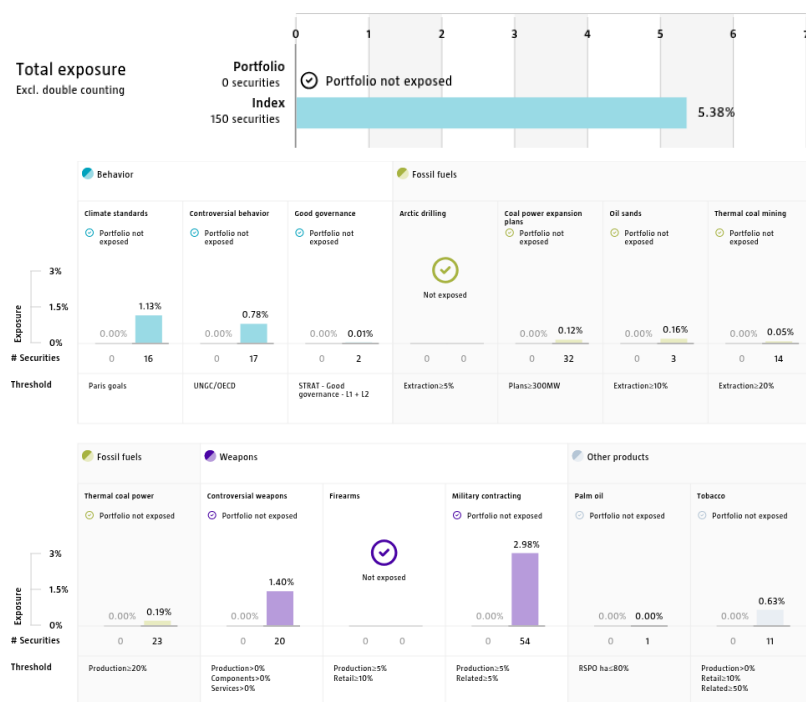 0 1 2 3 4 5 6 7
Total exposure
Excl. double counting
Portfolio
0 securities
Portfolio not exposed
Index
150 securities
5.38%
Behavior
Fossil fuels
Climate standards
Portfolio not
exposed
Controversial behavior
Portfolio not
exposed
Good governance
Portfolio not
exposed
Arctic drilling
Not exposed
Coal power expansion
plans
Portfolio not
exposed
Oil sands
Portfolio not
exposed
Thermal coal mining
Portfolio not
exposed
Exposure
3%
1.5%
0%
0.00% 1.13% 0.00% 0.78% 0.00% 0.01% 0.00% 0.12% 0.00% 0.16% 0.00% 0.05%
# Securities 0 16 0 17 0 2 0 0 0 32 0 3 0 14
Threshold
Paris goals
UNGC/OECD
STRAT - Good
governance - L1 + L2
Extraction≥5%
Plans≥300MW
Extraction≥10%
Extraction≥20%
Fossil fuels
Weapons
Other products
Thermal coal power
Portfolio not exposed
Controversial weapons
Portfolio not exposed
Firearms
Not exposed
Military contracting
Portfolio not exposed
Palm oil
Portfolio not exposed
Tobacco
Portfolio not exposed
Exposure
3%
1.5%
0%
0.00% 0.19% 0.00% 1.40% 0.00% 2.98% 0.00% 0.00% 0.00% 0.63%
# Securities 0 23 0 20 0 0 0 54 0 1 0 11
Threshold
Production≥20%
Production>0%
Components>0%
Services>0%
Production≥5%
Retail≥10%
Production≥5%
Related≥5%
RSPO ha≤80%
Production>0%
Retail≥10%
Related≥50%